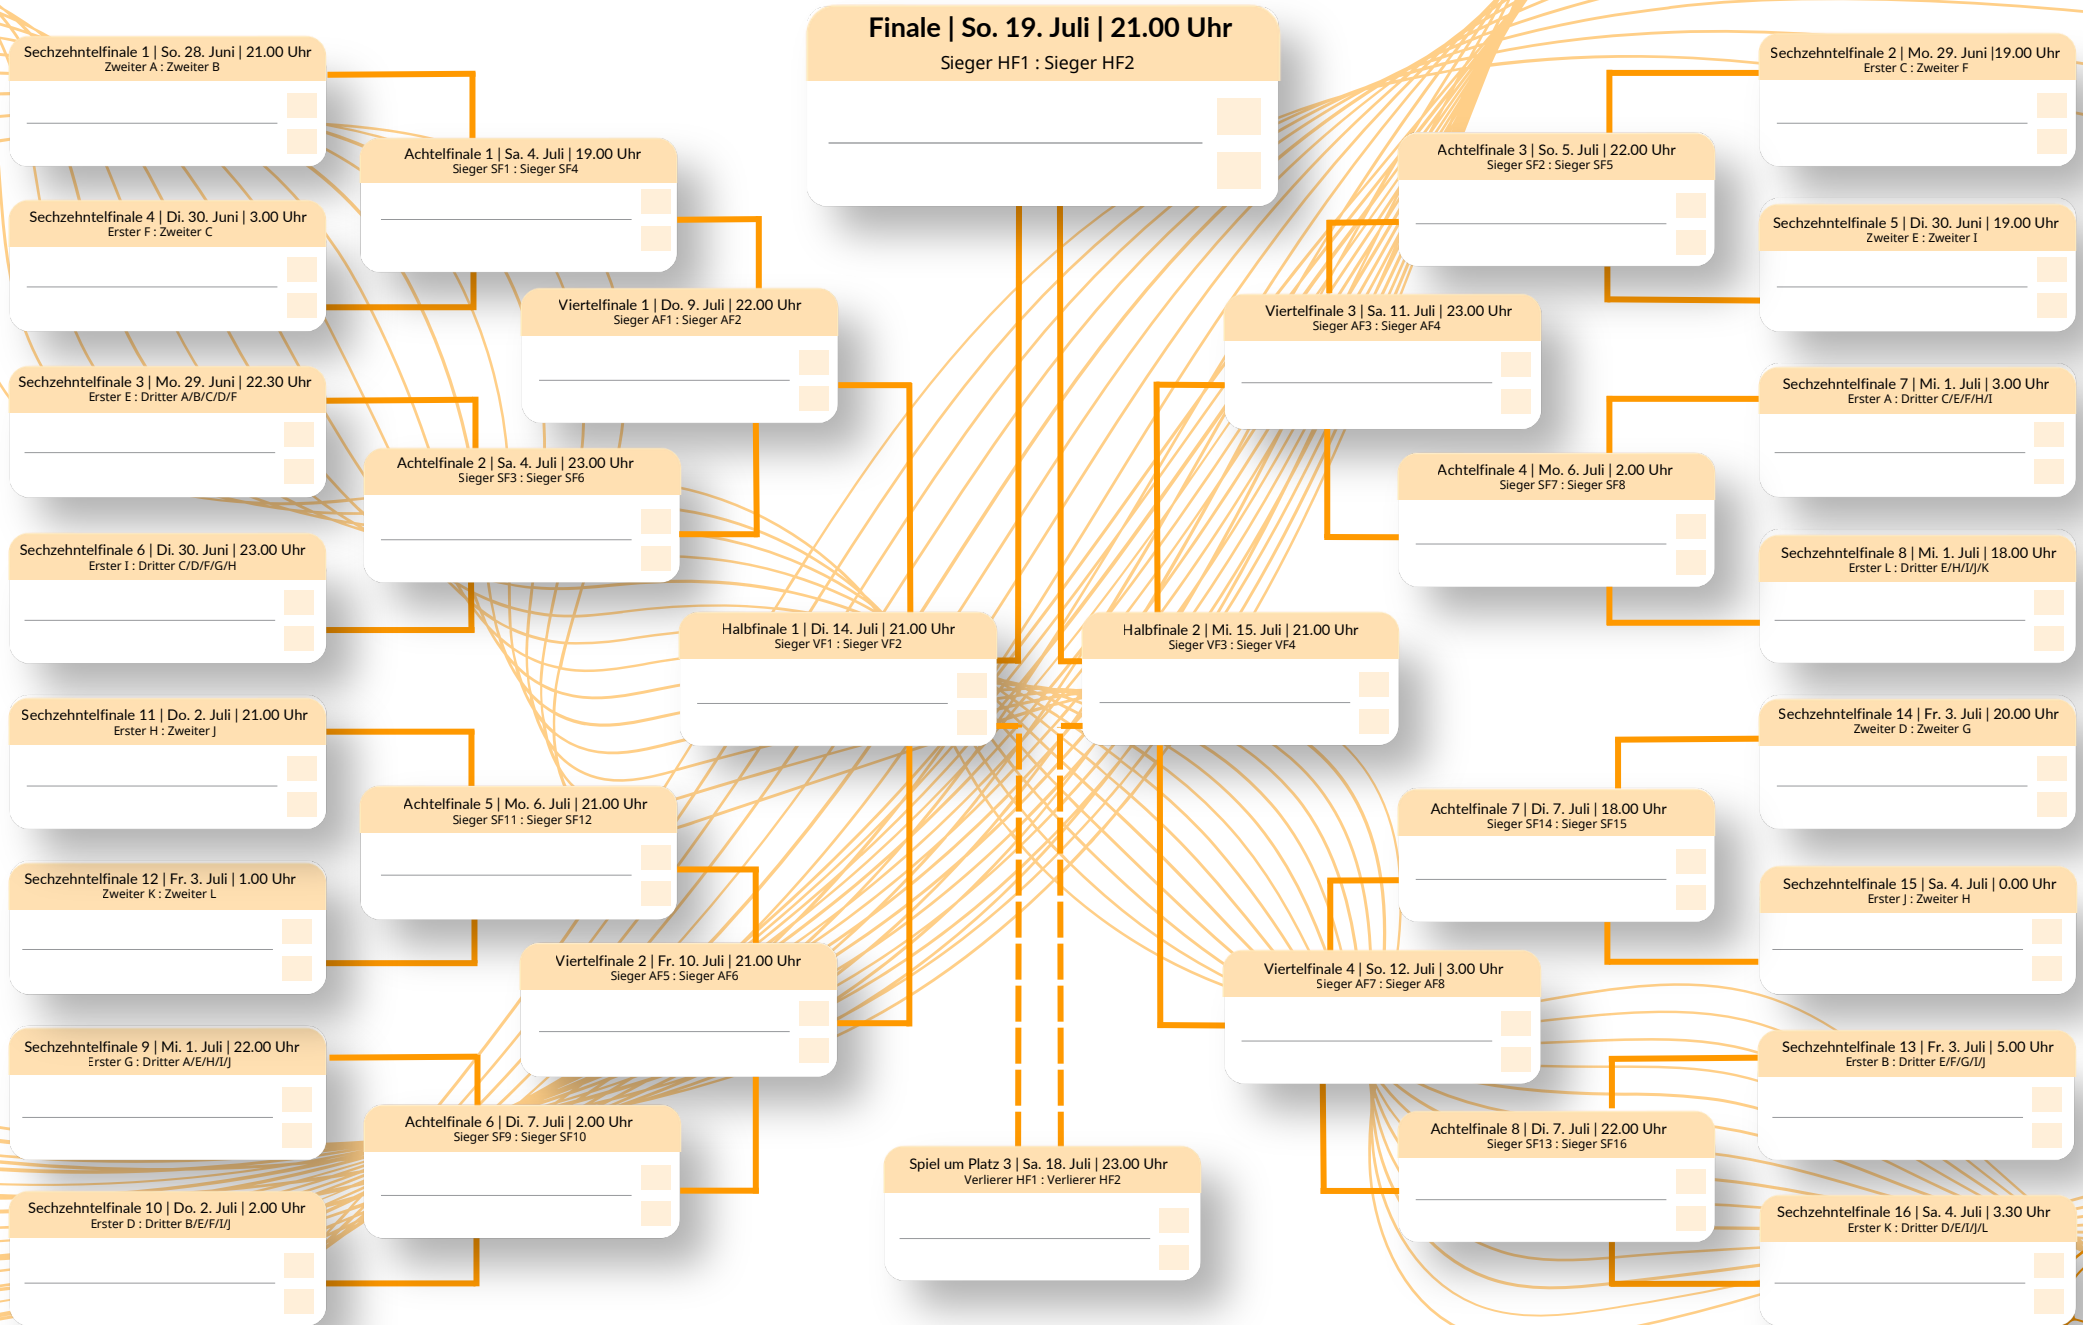 Finale | So. 19. Juli | 21.00 Uhr
Sieger HF1 : Sieger HF2
Sechzehntelfinale 1 | So. 28. Juni | 21.00 Uhr
Zweiter A : Zweiter B
Sechzehntelfinale 4 | Di. 30. Juni | 3.00 Uhr
Erster F : Zweiter C
Sechzehntelfinale 3 | Mo. 29. Juni | 22.30 Uhr
Erster E : Dritter A/B/C/D/F
Sechzehntelfinale 6 | Di. 30. Juni | 23.00 Uhr
Erster I : Dritter C/D/F/G/H
Sechzehntelfinale 11 | Do. 2. Juli | 21.00 Uhr
Erster H : Zweiter J
Sechzehntelfinale 12 | Fr. 3. Juli | 1.00 Uhr
Zweiter K : Zweiter L
Sechzehntelfinale 9 | Mi. 1. Juli | 22.00 Uhr
Erster G : Dritter A/E/H/I/J
Sechzehntelfinale 10 | Do. 2. Juli | 2.00 Uhr
Erster D : Dritter B/E/F/I/J
Achtelfinale 1 | Sa. 4. Juli | 19.00 Uhr
Sieger SF1 : Sieger SF4
Achtelfinale 2 | Sa. 4. Juli | 23.00 Uhr
Sieger SF3 : Sieger SF6
Achtelfinale 5 | Mo. 6. Juli | 21.00 Uhr
Sieger SF11 : Sieger SF12
Achtelfinale 6 | Di. 7. Juli | 2.00 Uhr
Sieger SF9 : Sieger SF10
Viertelfinale 1 | Do. 9. Juli | 22.00 Uhr
Sieger AF1 : Sieger AF2
Viertelfinale 2 | Fr. 10. Juli | 21.00 Uhr
Sieger AF5 : Sieger AF6
Halbfinale 1 | Di. 14. Juli | 21.00 Uhr
Sieger VF1 : Sieger VF2
Halbfinale 2 | Mi. 15. Juli | 21.00 Uhr
Sieger VF3 : Sieger VF4
Spiel um Platz 3 | Sa. 18. Juli | 23.00 Uhr
Verlierer HF1 : Verlierer HF2
Viertelfinale 3 | Sa. 11. Juli | 23.00 Uhr
Sieger AF3 : Sieger AF4
Viertelfinale 4 | So. 12. Juli | 3.00 Uhr
Sieger AF7 : Sieger AF8
Achtelfinale 3 | So. 5. Juli | 22.00 Uhr
Sieger SF2 : Sieger SF5
Achtelfinale 4 | Mo. 6. Juli | 2.00 Uhr
Sieger SF7 : Sieger SF8
Achtelfinale 7 | Di. 7. Juli | 18.00 Uhr
Sieger SF14 : Sieger SF15
Achtelfinale 8 | Di. 7. Juli | 22.00 Uhr
Sieger SF13 : Sieger SF16
Sechzehntelfinale 2 | Mo. 29. Juni |19.00 Uhr
Erster C : Zweiter F
Sechzehntelfinale 5 | Di. 30. Juni | 19.00 Uhr
Zweiter E : Zweiter I
Sechzehntelfinale 7 | Mi. 1. Juli | 3.00 Uhr
Erster A : Dritter C/E/F/H/I
Sechzehntelfinale 8 | Mi. 1. Juli | 18.00 Uhr
Erster L : Dritter E/H/I/J/K
Sechzehntelfinale 14 | Fr. 3. Juli | 20.00 Uhr
Zweiter D : Zweiter G
Sechzehntelfinale 15 | Sa. 4. Juli | 0.00 Uhr
Erster J : Zweiter H
Sechzehntelfinale 13 | Fr. 3. Juli | 5.00 Uhr
Erster B : Dritter E/F/G/I/J
Sechzehntelfinale 16 | Sa. 4. Juli | 3.30 Uhr
Erster K : Dritter D/E/I/J/L